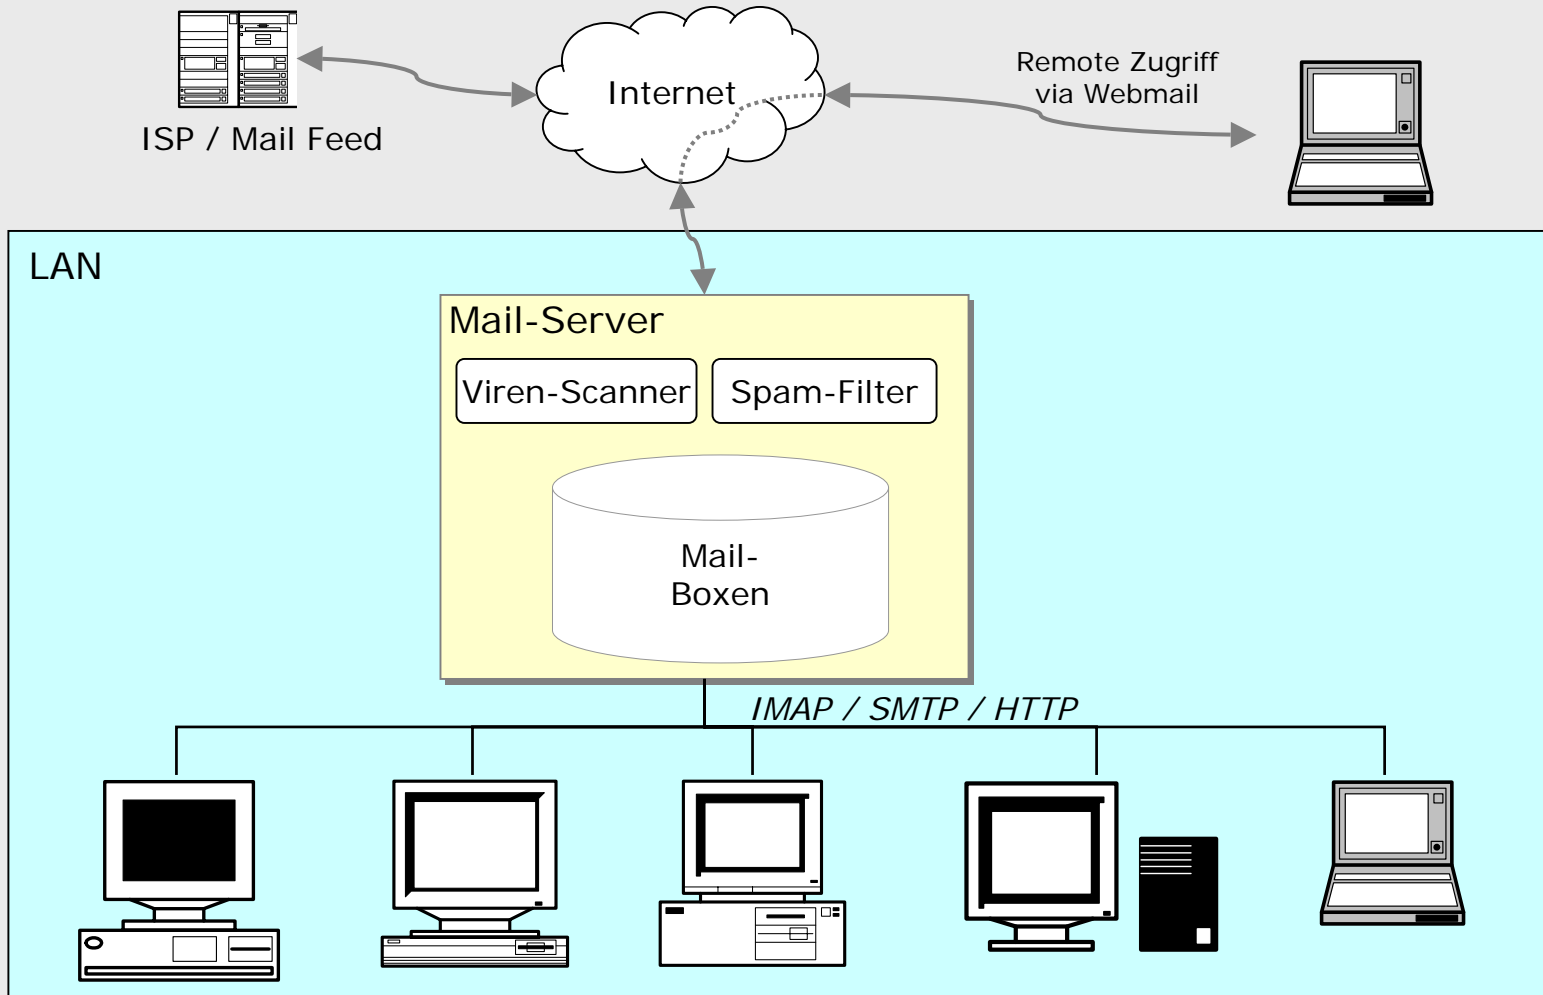 Internet
Remote Zugriff
via Webmail
ISP / Mail Feed
LAN
Mail-Server
Viren-Scanner
Spam-Filter
Mail-
Boxen
IMAP / SMTP / HTTP